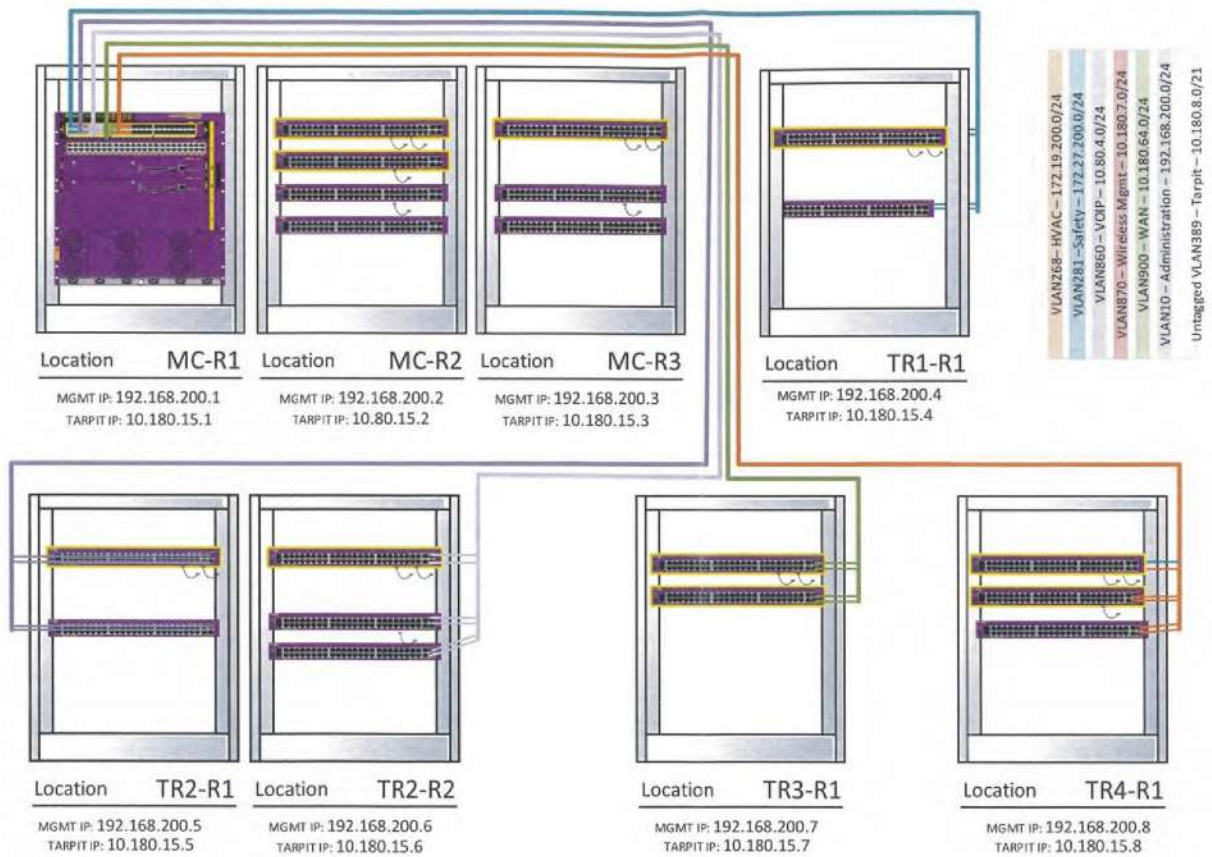 VLAN268– HVAC – 172.19.200.0/24
VLAN281 –Safety – 172.27.200.0/24
VLAN860 – VOIP – 10.80.4.0/24
VLAN870 – Wireless Mgmt – 10.180.7.0/24
VLAN900 – WAN – 10.180.64.0/24
VLAN10 – Administration – 192.168.200.0/24
Untagged VLAN389 – Tarpit – 10.180.8.0/21
Location MC-R1
MGMT IP: 192.168.200.1
TARPIT IP: 10.180.15.1
Location MC-R2
MGMT IP: 192.168.200.2
TARPIT IP: 10.80.15.2
Location MC-R3
MGMT IP: 192.168.200.3
TARPIT IP: 10.180.15.3
Location TR1-R1
MGMT IP: 192.168.200.4
TARPIT IP: 10.180.15.4
Location TR2-R1
MGMT IP: 192.168.200.5
TARPIT IP: 10.180.15.5
Location TR2-R2
MGMT IP: 192.168.200.6
TARPIT IP: 10.180.15.6
Location TR3-R1
MGMT IP: 192.168.200.7
TARPIT IP: 10.180.15.7
Location TR4-R1
MGMT IP: 192.168.200.8
TARPIT IP: 10.180.15.8